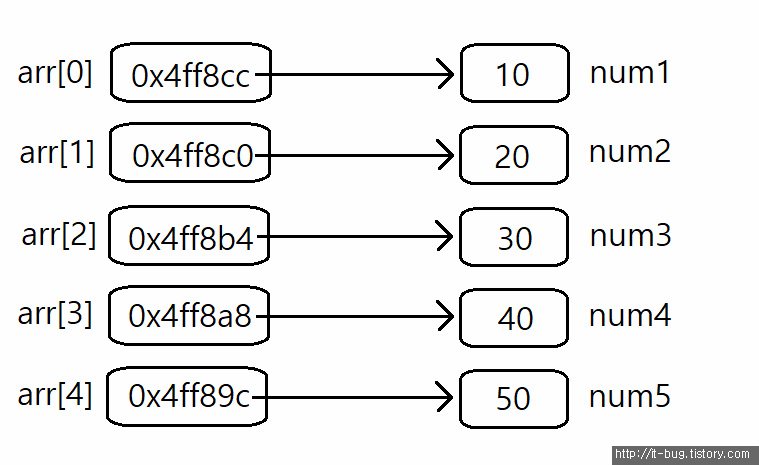 arr[0] 0x4ff8cc 10 num1
arr[1] 0x4ff8c0 20 num2
arr[2] 0x4ff8b4 30 num3
arr[3] 0x4ff8a8 40 num4
arr[4] 0x4ff89c 50 num5
http://it-bug.tistory.com